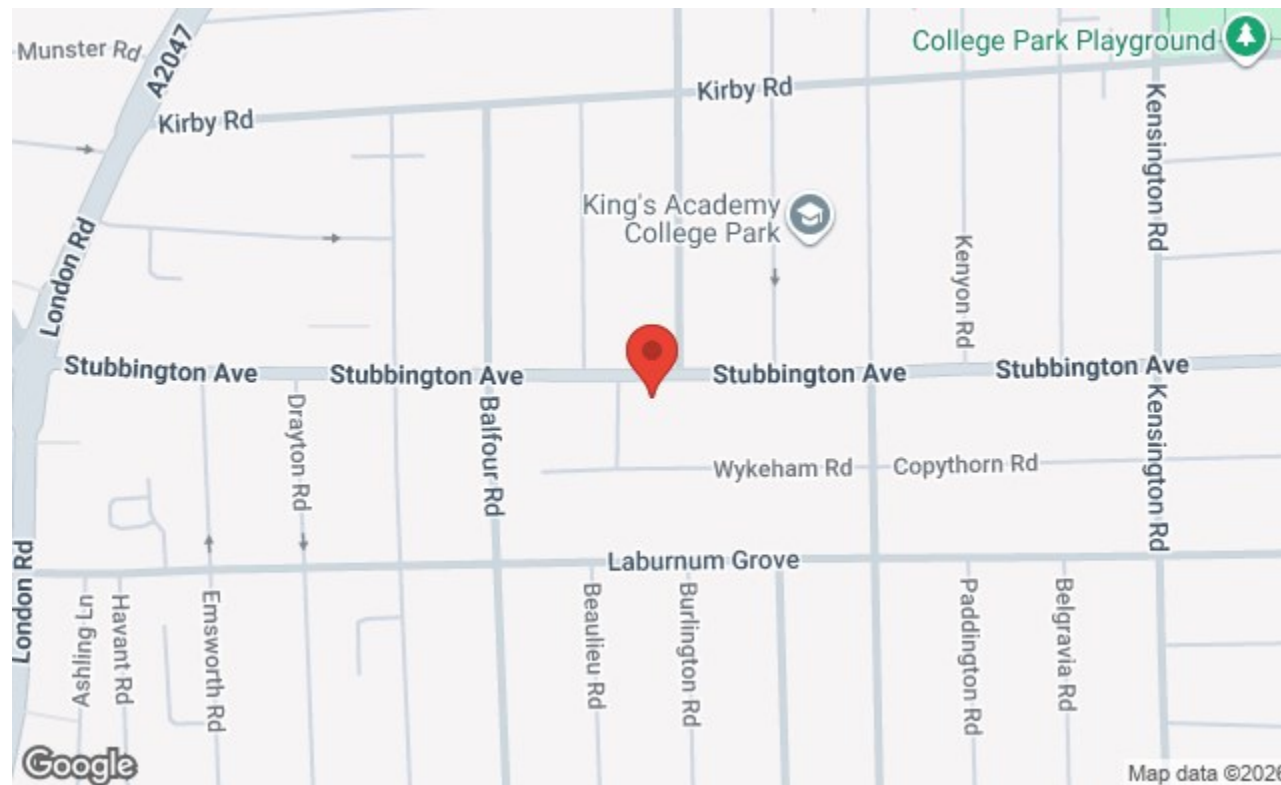 Munster Rd
A2047
College Park Playground
Kirby Rd
Kirby Rd
Kensington Rd
King's Academy
College Park
London Rd
Kenyon Rd
Stubbington Ave
Stubbington Ave
Stubbington Ave
Stubbington Ave
Drayton Rd
Balfour Rd
Kensington Rd
Wykeham Rd
Copythorn Rd
Laburnum Grove
London Rd
Ashling Ln
Havant Rd
Emsworth Rd
Beaulieu Rd
Burlington Rd
Paddington Rd
Belgravia Rd
Google
Map data ©2026